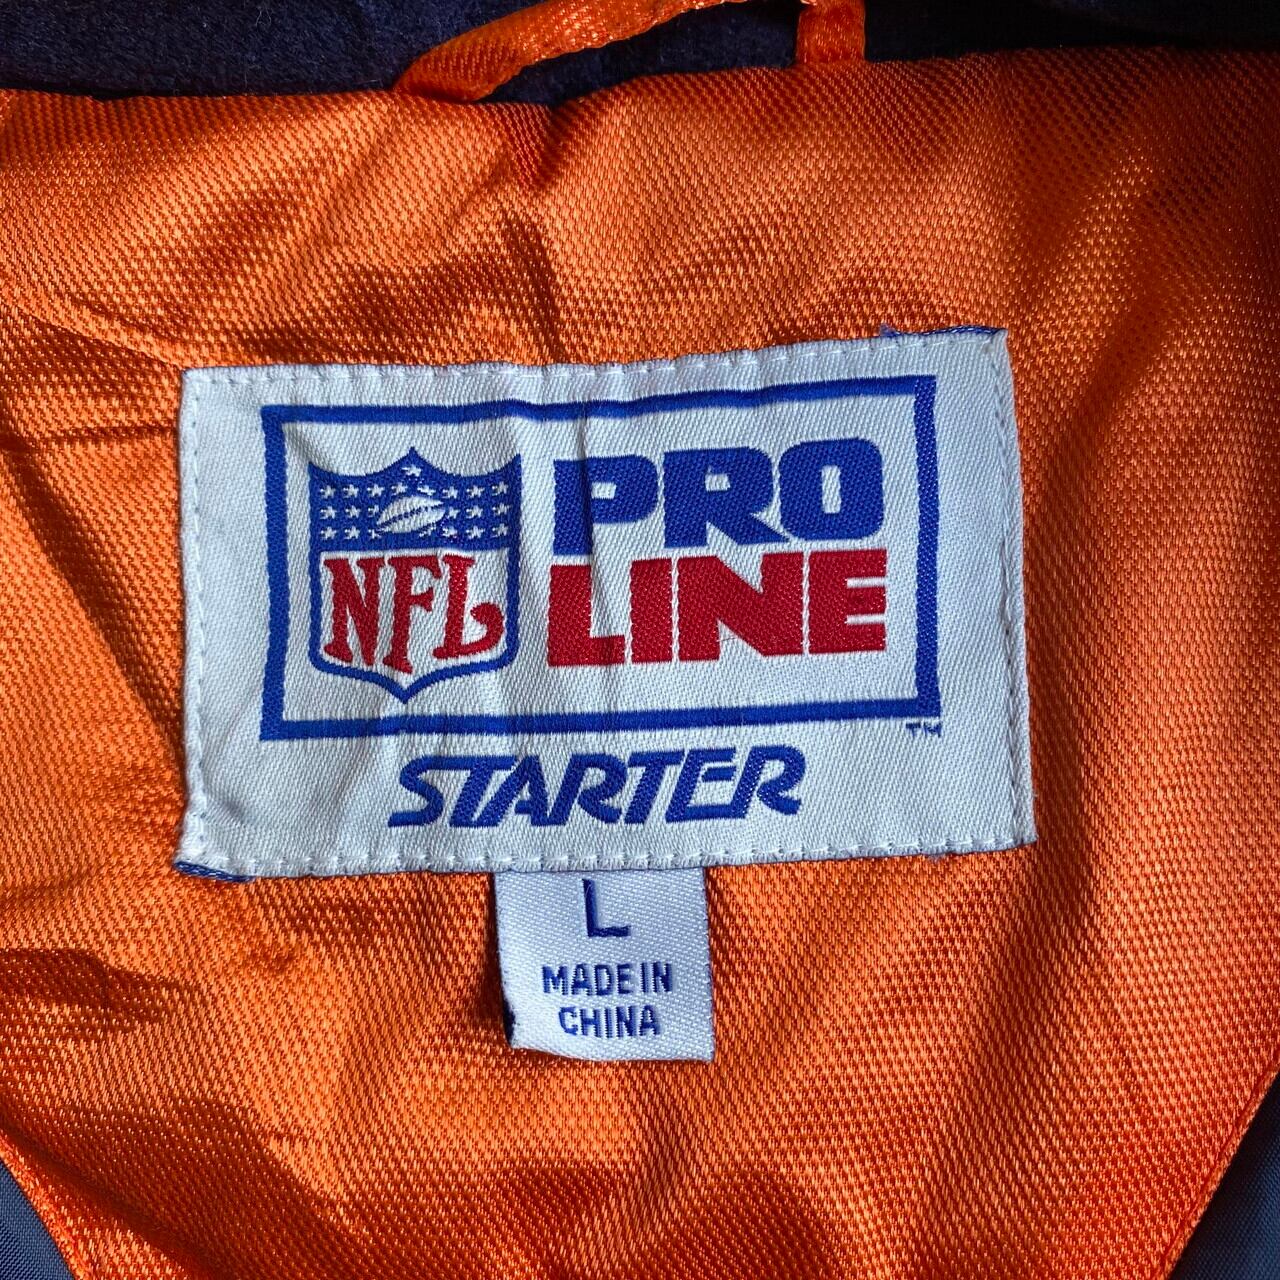 NFL
PRO
LINE
TM
STARTER
L
MADE IN
CHINA